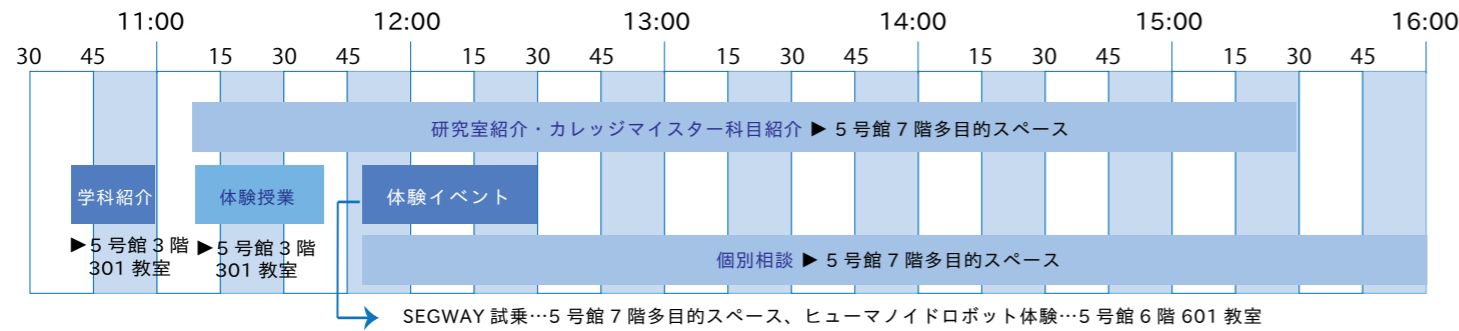 11:00 12:00 13:00 14:00 15:00 16:00
30 45 15 30 45 15 30 45 15 30 45 15 30 45 15 30 45
研究室紹介・カレッジマイスター科目紹介 ▶ 5 号館 7 階多目的スペース
学科紹介 体験授業 体験イベント
▶5 号館 3 階 ▶5 号館 3 階
301 教室 301 教室
個別相談 ▶ 5 号館 7 階多目的スペース
SEGWAY 試乗…5 号館 7 階多目的スペース、ヒューマノイドロボット体験…5 号館 6 階 601 教室